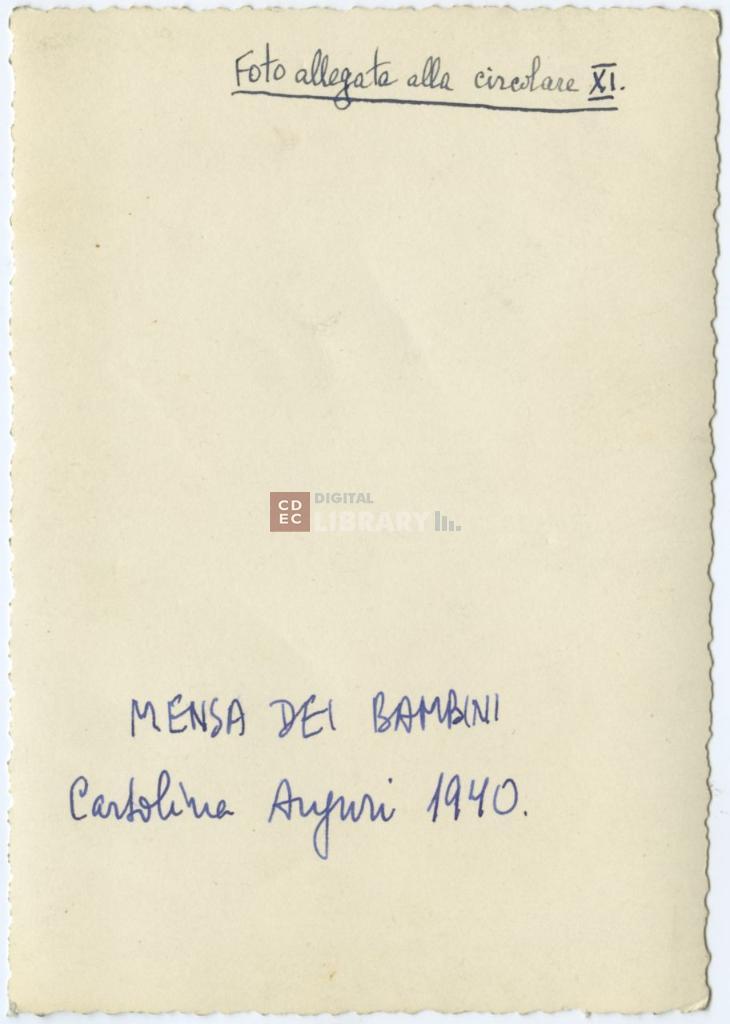 Foto allegata alla circolare XI.
CD
EC
DIGITAL
LIBRARY
MENSA DEI BAMBINI
Cartolina Auguri 1940.